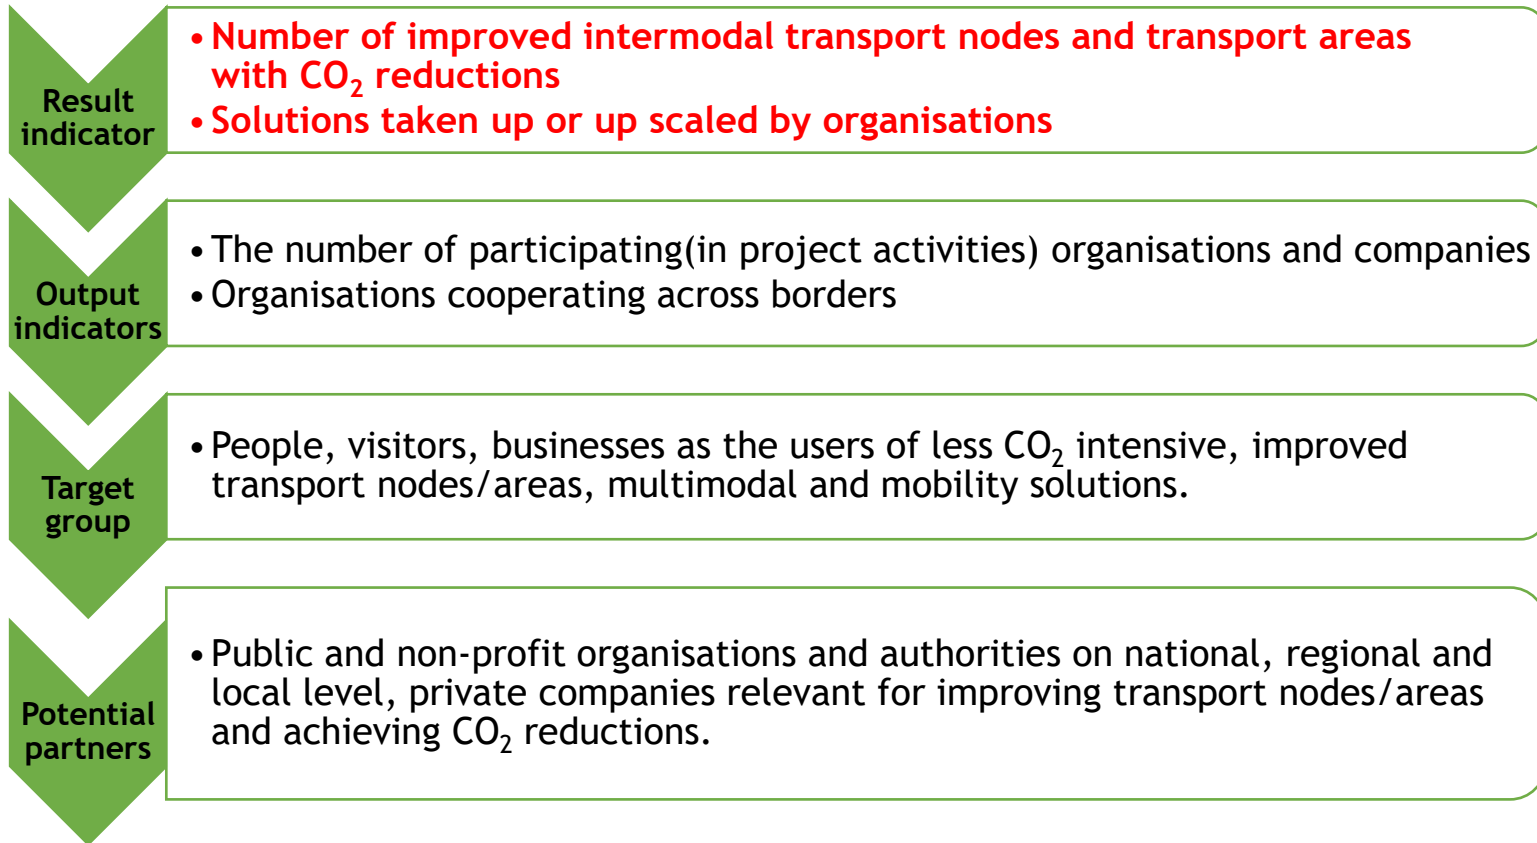 Result
indicator
• Number of improved intermodal transport nodes and transport areas
with CO₂ reductions
• Solutions taken up or up scaled by organisations
Output
indicators
• The number of participating(in project activities) organisations and companies
• Organisations cooperating across borders
Target
group
• People, visitors, businesses as the users of less CO₂ intensive, improved
transport nodes/areas, multimodal and mobility solutions.
Potential
partners
• Public and non-profit organisations and authorities on national, regional and
local level, private companies relevant for improving transport nodes/areas
and achieving CO₂ reductions.